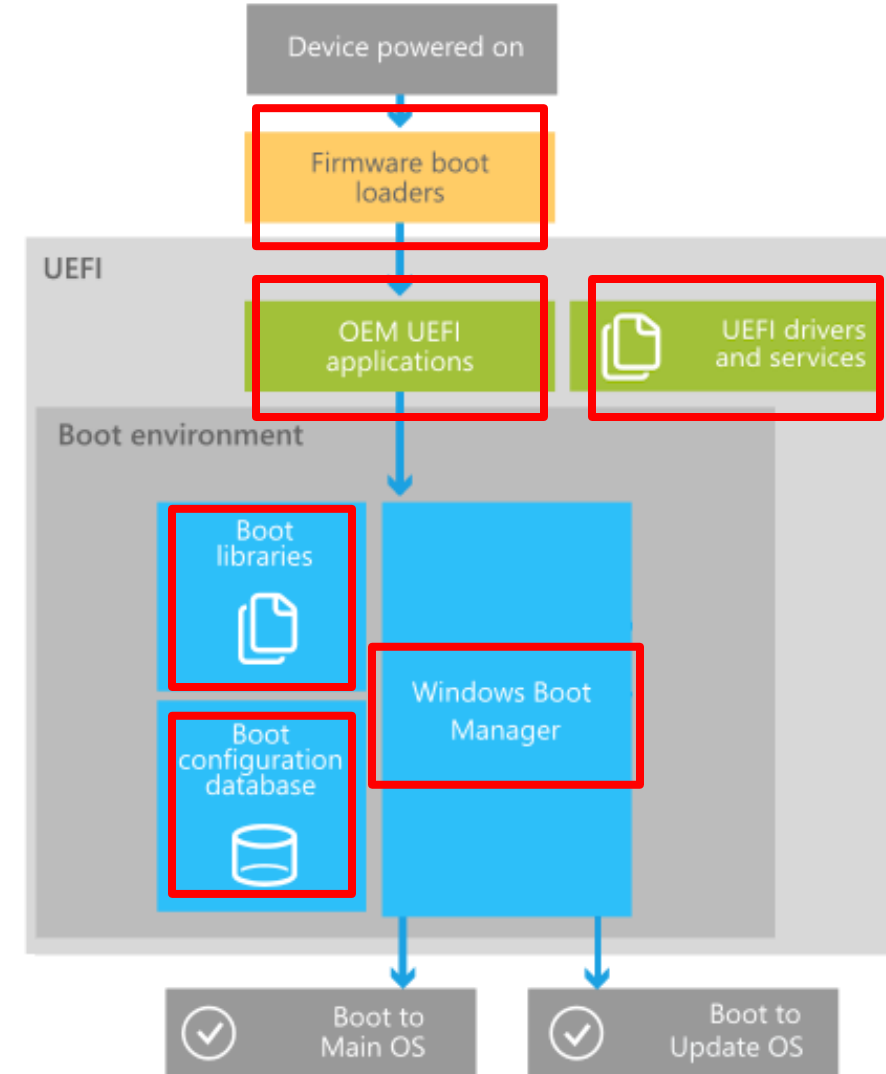 Device powered on
Firmware boot
loaders
UEFI
OEM UEFI
applications
UEFI drivers
and services
Boot environment
Boot
libraries
Windows Boot
Manager
Boot
configuration
database
Boot to
Main OS
Boot to
Update OS